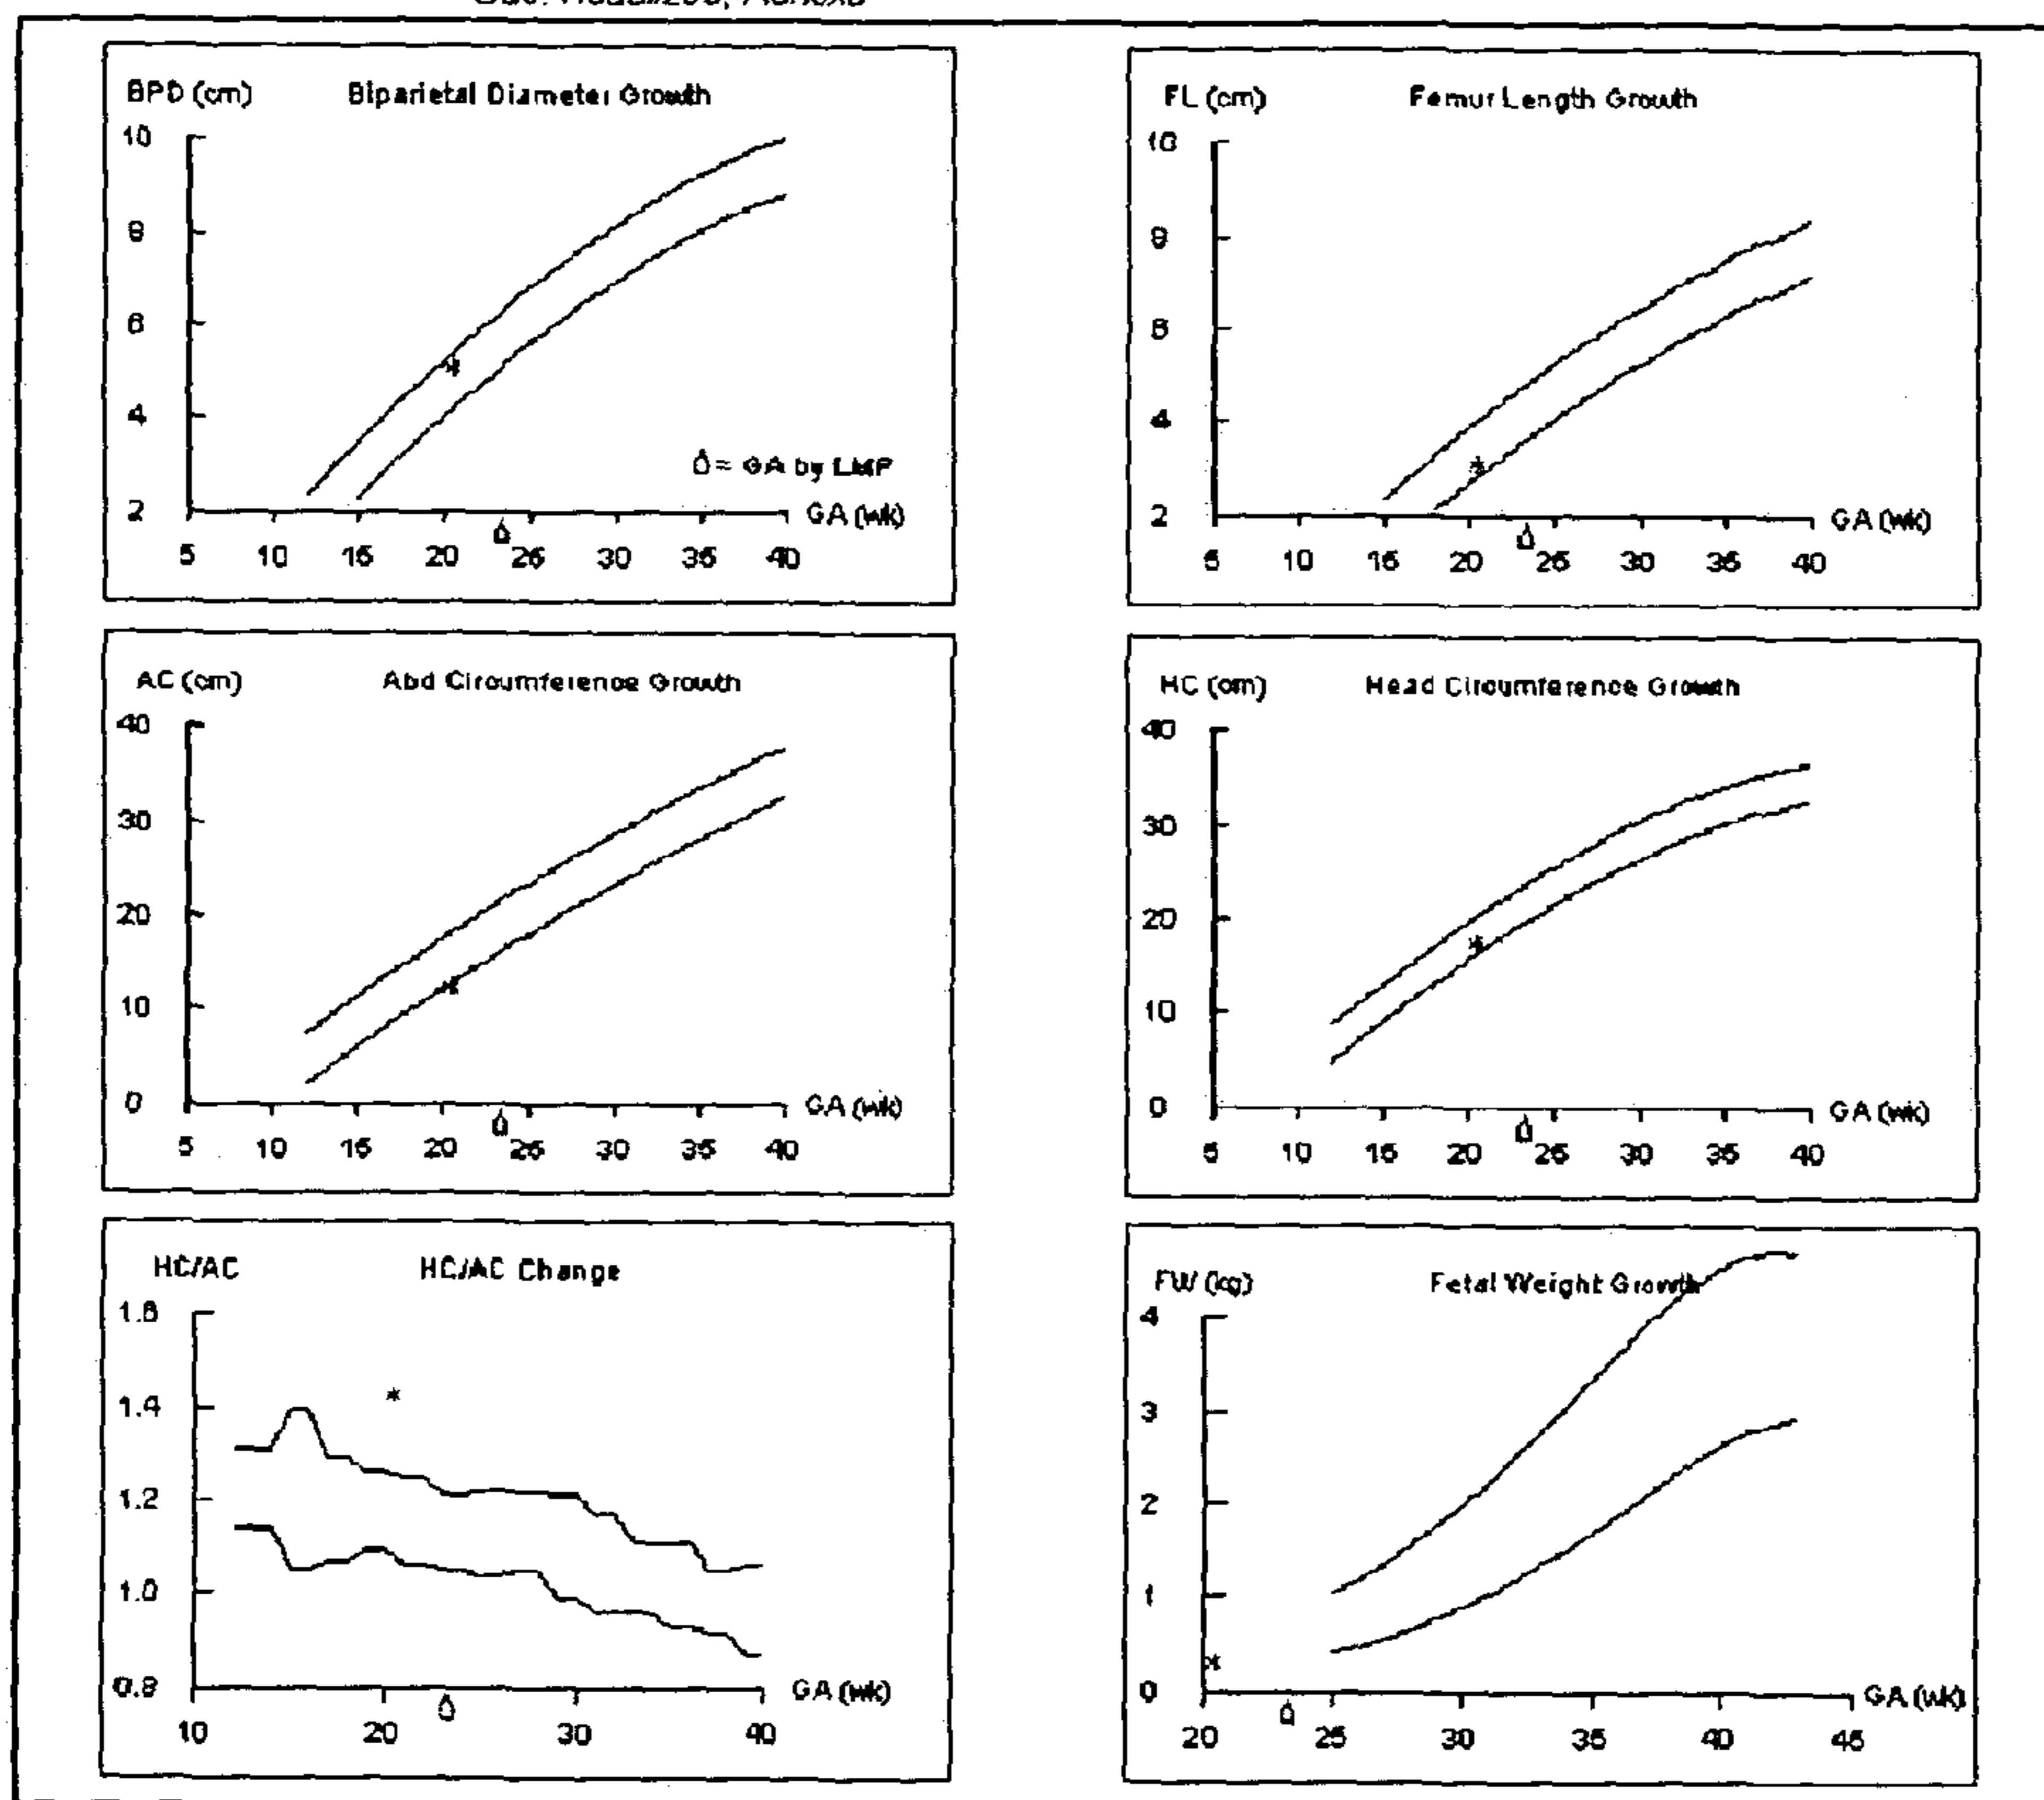 BPD (cm) Biparietal Diameter Growth
10
8
6
4
2
= GA by LMP
GA (wk)
5 10 15 20 25 30 35 40
FL (cm) Femur Length Growth
10
8
6
4
2
GA (wk)
5 10 15 20 25 30 35 40
AC (cm) Abd Circumference Growth
40
30
20
10
0
GA (wk)
5 10 15 20 25 30 35 40
HC (cm) Head Circumference Growth
40
30
20
10
0
GA (wk)
5 10 15 20 25 30 35 40
HC/AC HC/AC Change
1.6
1.4
1.2
1.0
0.8
GA (wk)
10 20 30 40
FW (kg) Fetal Weight Growth
4
3
2
1
0
GA (wk)
20 25 30 35 40 45